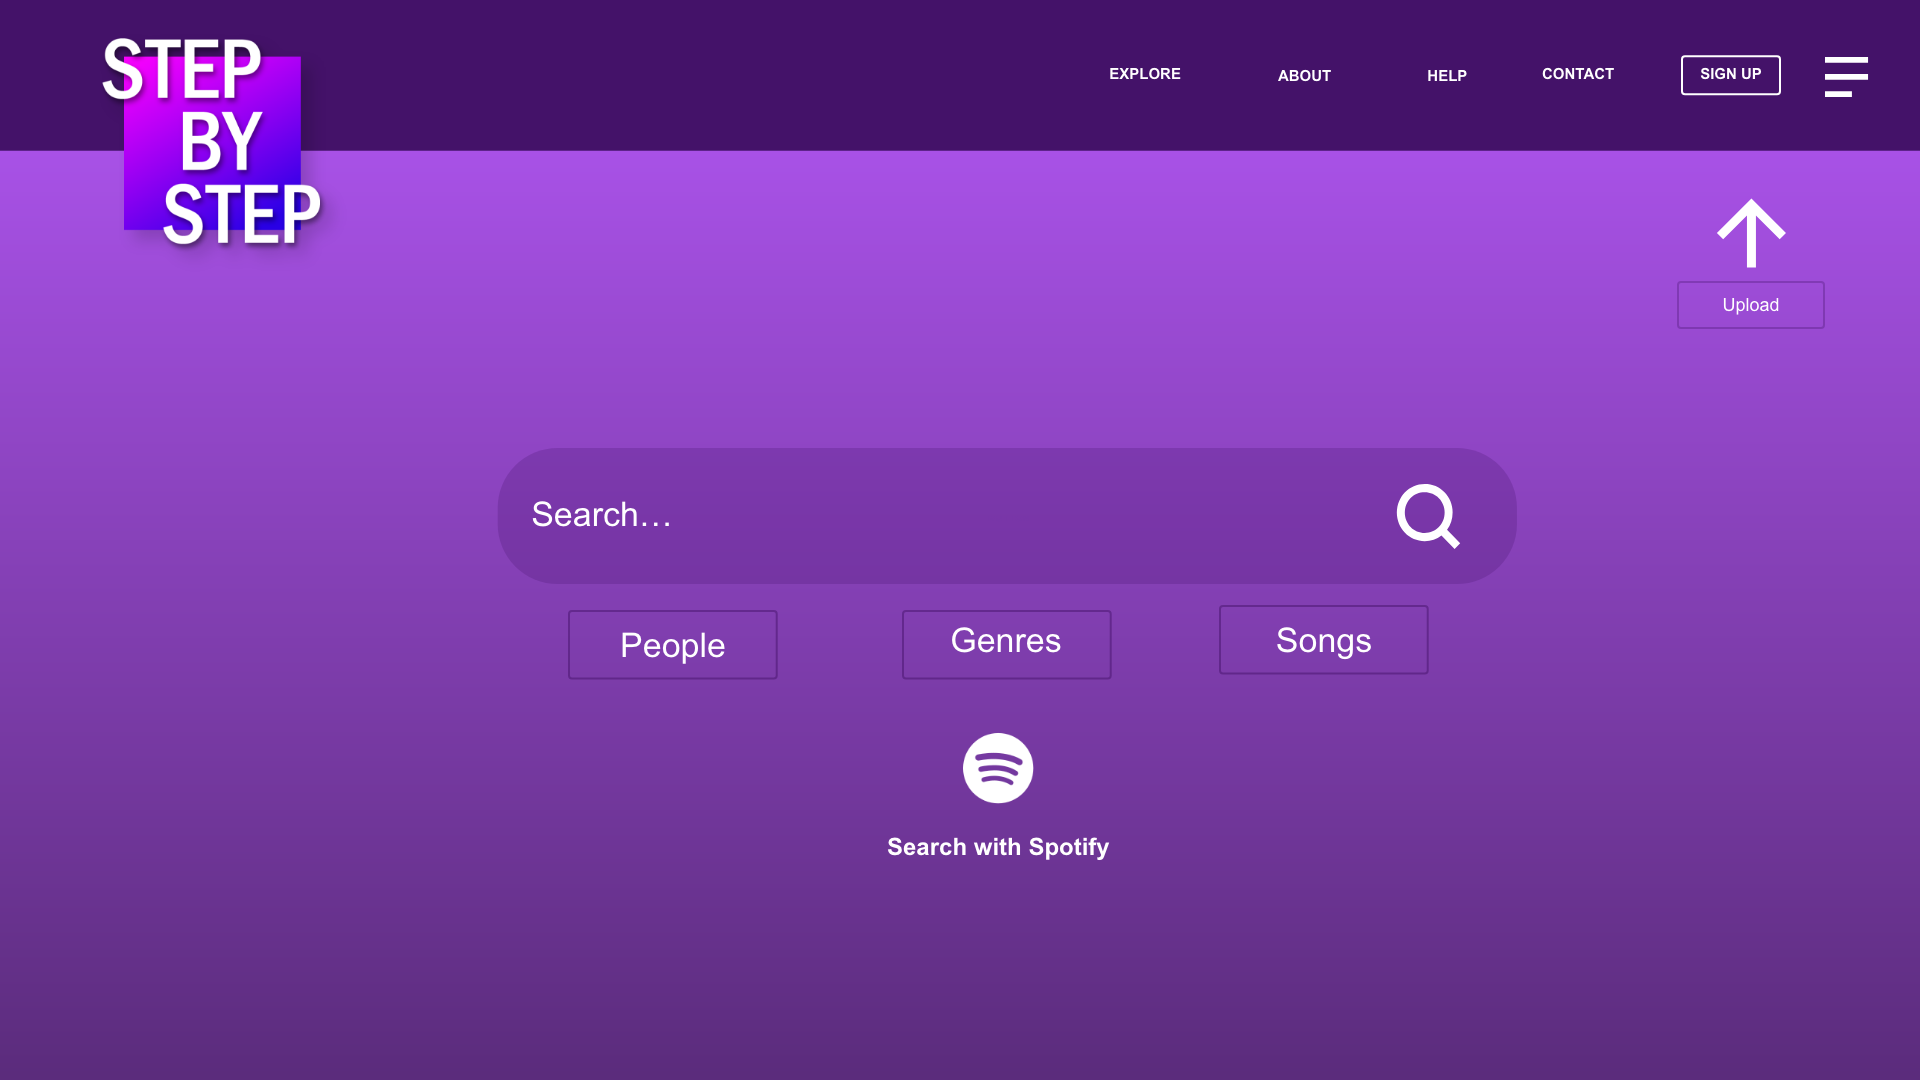 STEP
BY
STEP
EXPLORE
ABOUT
HELP
CONTACT
SIGN UP
Upload
Search...
People
Genres
Songs
Search with Spotify